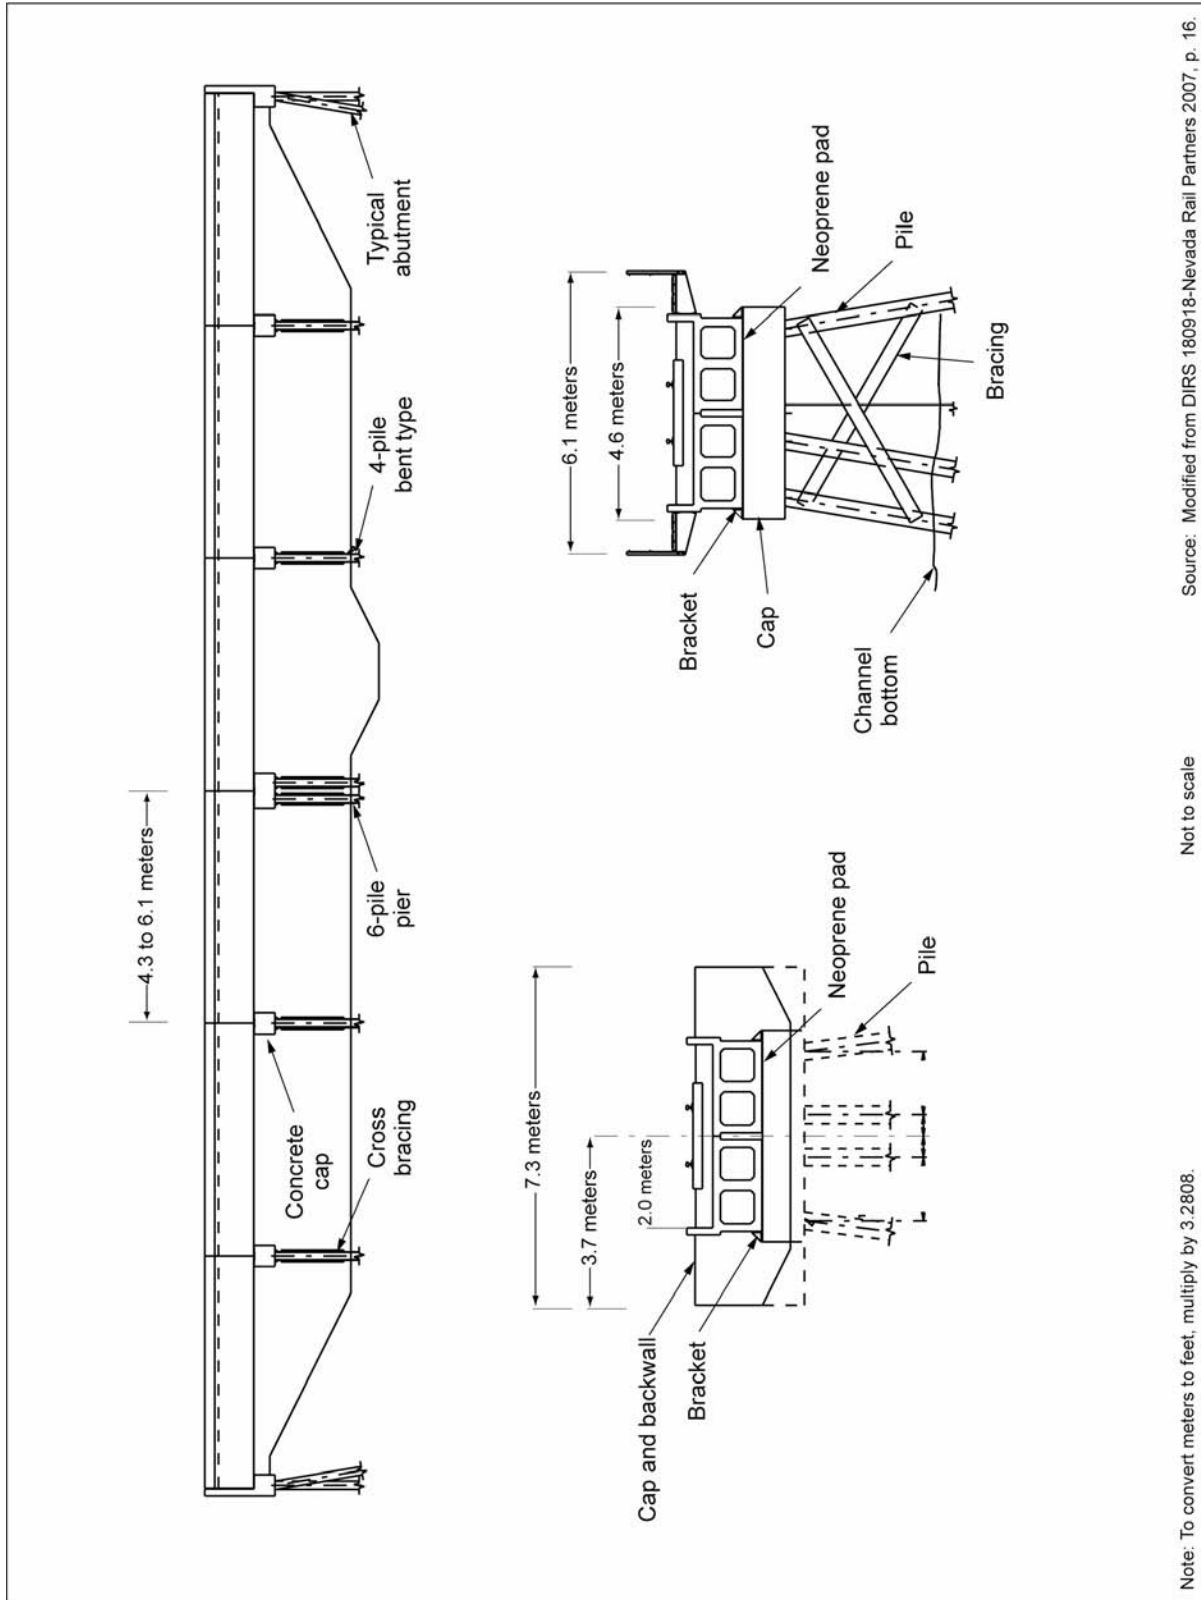 4.3 to 6.1 meters
Concrete
cap
Cross
bracing
6-pile
pier
4-pile
bent type
Typical
abutment
7.3 meters
3.7 meters
2.0 meters
Cap and backwall
Bracket
Neoprene pad
Pile
6.1 meters
4.6 meters
Bracket
Cap
Channel
bottom
Neoprene pad
Pile
Bracing
Note: To convert meters to feet, multiply by 3.2808.
Not to scale
Source: Modified from DIRS 180918-Nevada Rail Partners 2007, p. 16.